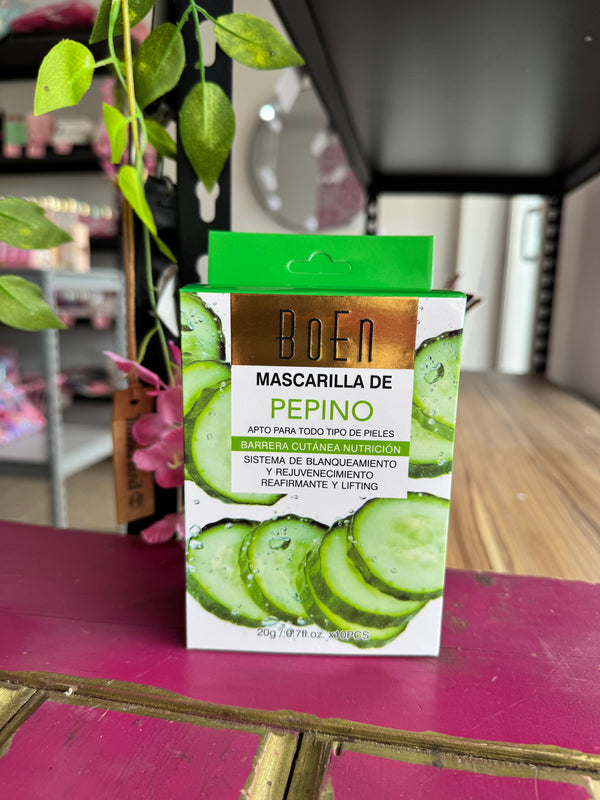 BOEN
MASCARILLA DE
PEPINO
APTO PARA TODO TIPO DE PIELES
BARRERA CUTÁNEA NUTRICIÓN
SISTEMA DE BLANQUEAMIENTO
Y REJUVENECIMIENTO
REAFIRMANTE Y LIFTING
20g / 0.7fl.oz. x10PCS